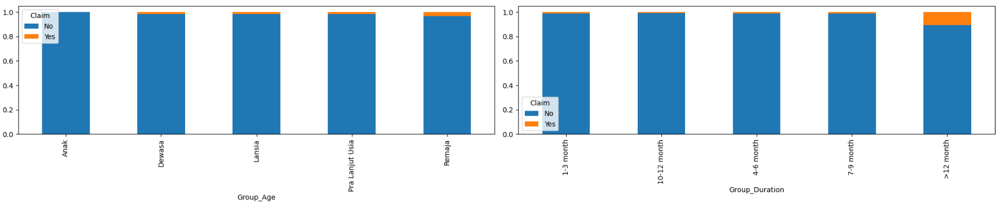 1.0
0.8
0.6
0.4
0.2
0.0
Claim
No
Yes
Anak
Dewasa
Lansia
Pra Lanjut Usia
Remaja
Group_Age
1.0
0.8
0.6
0.4
0.2
0.0
Claim
No
Yes
1-3 month
10-12 month
4-6 month
7-9 month
>12 month
Group_Duration